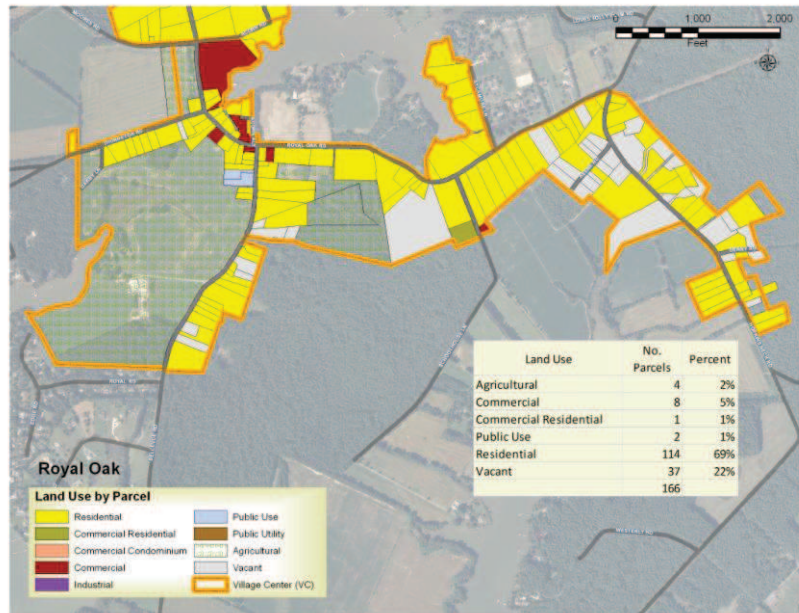 0 1,000 2,000
Feet
ROYAL OAK RD
Land Use No. Parcels Percent
Agricultural 4 2%
Commercial 8 5%
Commercial Residential 1 1%
Public Use 2 1%
Residential 114 69%
Vacant 37 22%
166
Royal Oak
Land Use by Parcel
Residential Public Use
Commercial Residential Public Utility
Commercial Condominium Agricultural
Commercial Vacant
Industrial Village Center (VC)